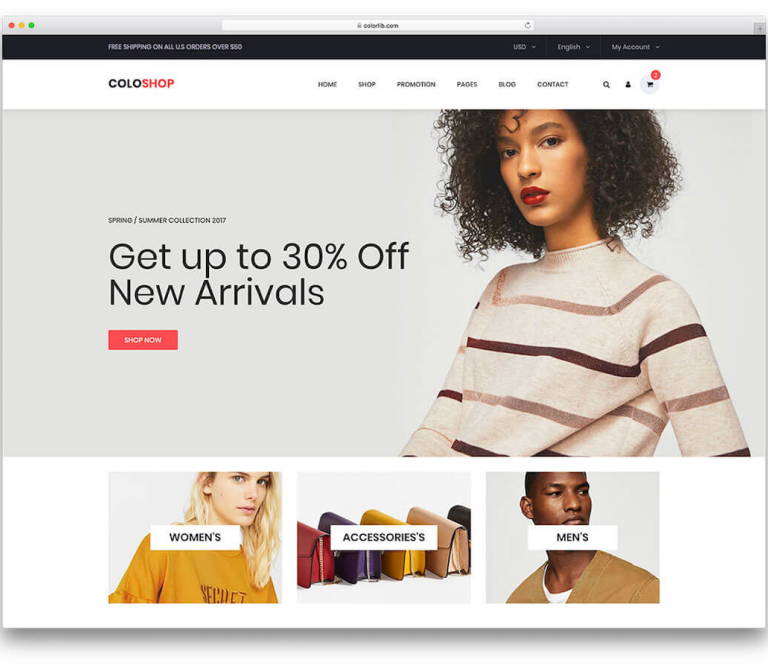 colorlib.com
FREE SHIPPING ON ALL U.S ORDERS OVER $50
USD
English
My Account
COLOSHOP
HOME
SHOP
PROMOTION
PAGES
BLOG
CONTACT
2
SPRING / SUMMER COLLECTION 2017
Get up to 30% Off
New Arrivals
SHOP NOW
WOMEN'S
ACCESSORIES'S
MEN'S